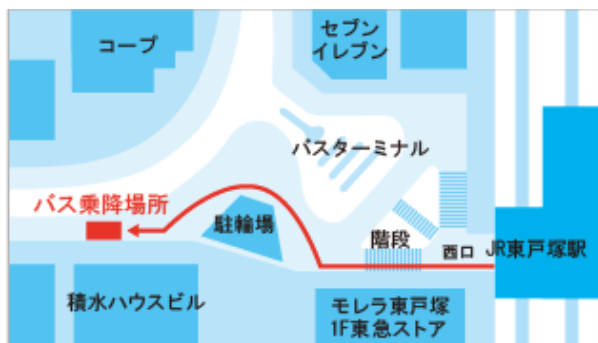 コープ
セブン
イレブン
バスターミナル
バス乗降場所
駐輪場
階段
西口
JR東戸塚駅
積水ハウスビル
モレラ東戸塚
1F東急ストア